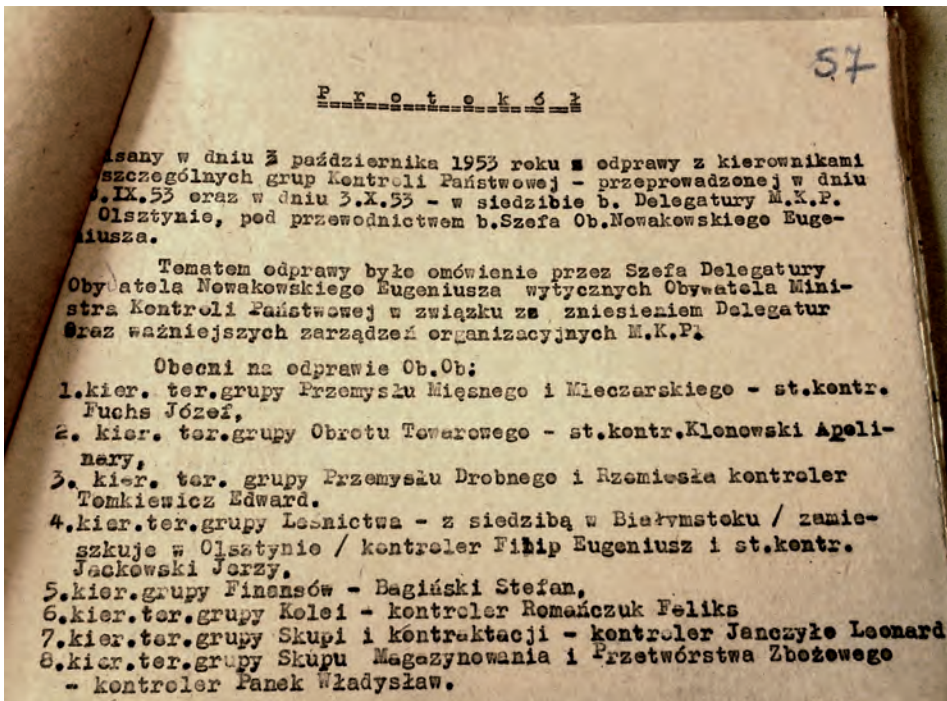 57
P r o t o k ó ł
isany w dniu 3 października 1953 roku z odprawy z kierownikami
szczególnych grup Kontroli Państwowej - przeprowadzonej w dniu
.IX.53 oraz w dniu 3.X.53 - w siedzibie b. Delegatury M.K.P.
Olsztynie, pod przewodnictwem b.Szefa Ob.Nowakowskiego Euge-
niusza.
Tematem odprawy było omówienie przez Szefa Delegatury
Obywatela Nowakowskiego Eugeniusza wytycznych Obywatela Mini-
stra Kontroli Państwowej w związku ze zniesieniem Delegatur
oraz ważniejszych zarządzeń organizacyjnych M.K.P.
Obecni na odprawie Ob.Ob:
1.kier. ter.grupy Przemysłu Mięsnego i Mleczarskiego - st.kontr.
Fuchs Józef,
2. kier. ter.grupy Obrotu Towarowego - st.kontr.Klonowski Apoli-
nary,
3. kier. ter. grupy Przemysłu Drobnego i Rzemiosła kontroler
Tomkiewicz Edward.
4.kier.ter.grupy Leśnictwa - z siedzibą w Białymstoku / zamie-
szkuje w Olsztynie / kontroler Filip Eugeniusz i st.kontr.
Jackowski Jerzy,
5.kier.grupy Finansów - Bagiński Stefan,
6.kier.ter.grupy Kolei - kontroler Romańczuk Feliks
7.kier.ter.grupy Skupi i kontraktacji - kontroler Janczyło Leonard
8.kier.ter.grupy Skupu Magazynowania i Przetwórstwa Zbożowego
- kontroler Panek Władysław.